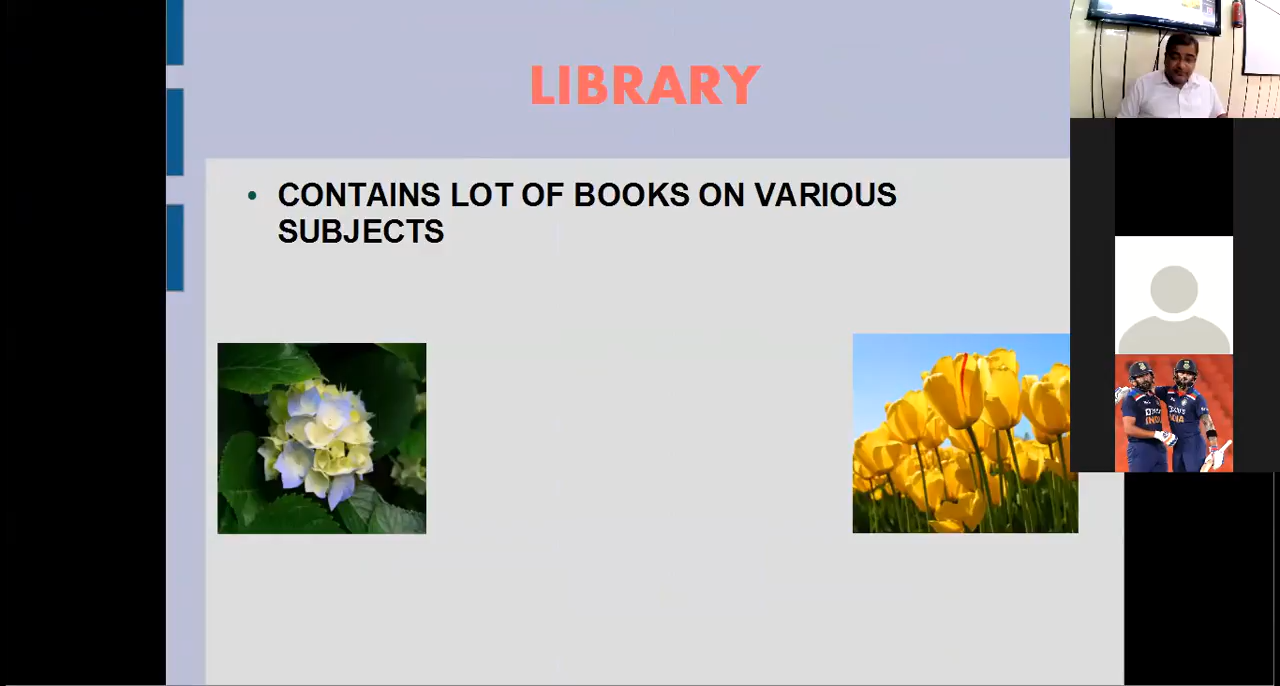 LIBRARY
• CONTAINS LOT OF BOOKS ON VARIOUS
SUBJECTS